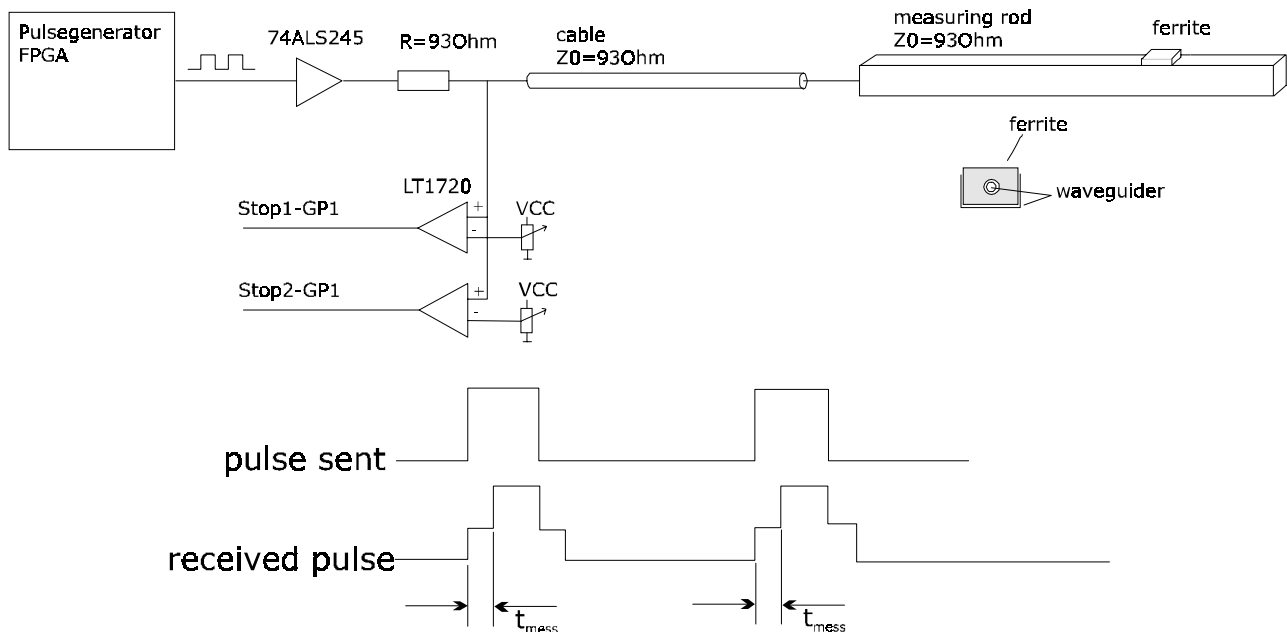 Pulsegenerator
FPGA
74ALS245
R=93Ohm
cable
Z0=93Ohm
measuring rod
Z0=93Ohm
ferrite
ferrite
waveguider
LT1720
Stop1-GP1
+
-
VCC
Stop2-GP1
+
-
VCC
pulse sent
received pulse
tmess
tmess